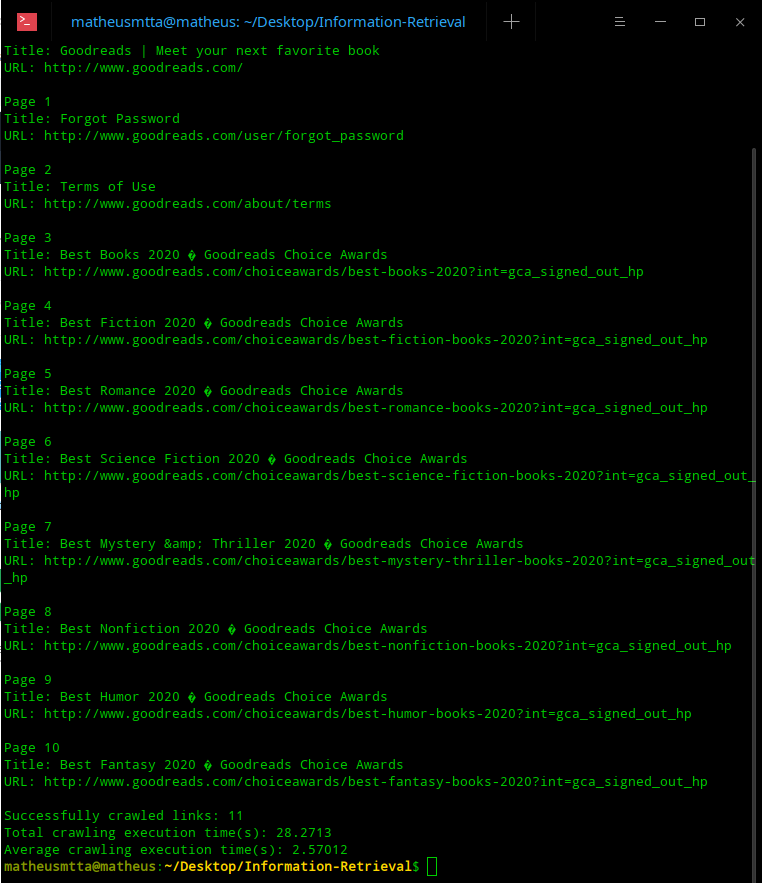 matheusmtta@matheus: ~/Desktop/Information-Retrieval
Title: Goodreads | Meet your next favorite book
URL: http://www.goodreads.com/
Page 1
Title: Forgot Password
URL: http://www.goodreads.com/user/forgot_password
Page 2
Title: Terms of Use
URL: http://www.goodreads.com/about/terms
Page 3
Title: Best Books 2020 � Goodreads Choice Awards
URL: http://www.goodreads.com/choiceawards/best-books-2020?int=gca_signed_out_hp
Page 4
Title: Best Fiction 2020 � Goodreads Choice Awards
URL: http://www.goodreads.com/choiceawards/best-fiction-books-2020?int=gca_signed_out_hp
Page 5
Title: Best Romance 2020 � Goodreads Choice Awards
URL: http://www.goodreads.com/choiceawards/best-romance-books-2020?int=gca_signed_out_hp
Page 6
Title: Best Science Fiction 2020 � Goodreads Choice Awards
URL: http://www.goodreads.com/choiceawards/best-science-fiction-books-2020?int=gca_signed_out_
hp
Page 7
Title: Best Mystery &amp; Thriller 2020 � Goodreads Choice Awards
URL: http://www.goodreads.com/choiceawards/best-mystery-thriller-books-2020?int=gca_signed_out
_hp
Page 8
Title: Best Nonfiction 2020 � Goodreads Choice Awards
URL: http://www.goodreads.com/choiceawards/best-nonfiction-books-2020?int=gca_signed_out_hp
Page 9
Title: Best Humor 2020 � Goodreads Choice Awards
URL: http://www.goodreads.com/choiceawards/best-humor-books-2020?int=gca_signed_out_hp
Page 10
Title: Best Fantasy 2020 � Goodreads Choice Awards
URL: http://www.goodreads.com/choiceawards/best-fantasy-books-2020?int=gca_signed_out_hp
Successfully crawled links: 11
Total crawling execution time(s): 28.2713
Average crawling execution time(s): 2.57012
matheusmtta@matheus:~/Desktop/Information-Retrieval$